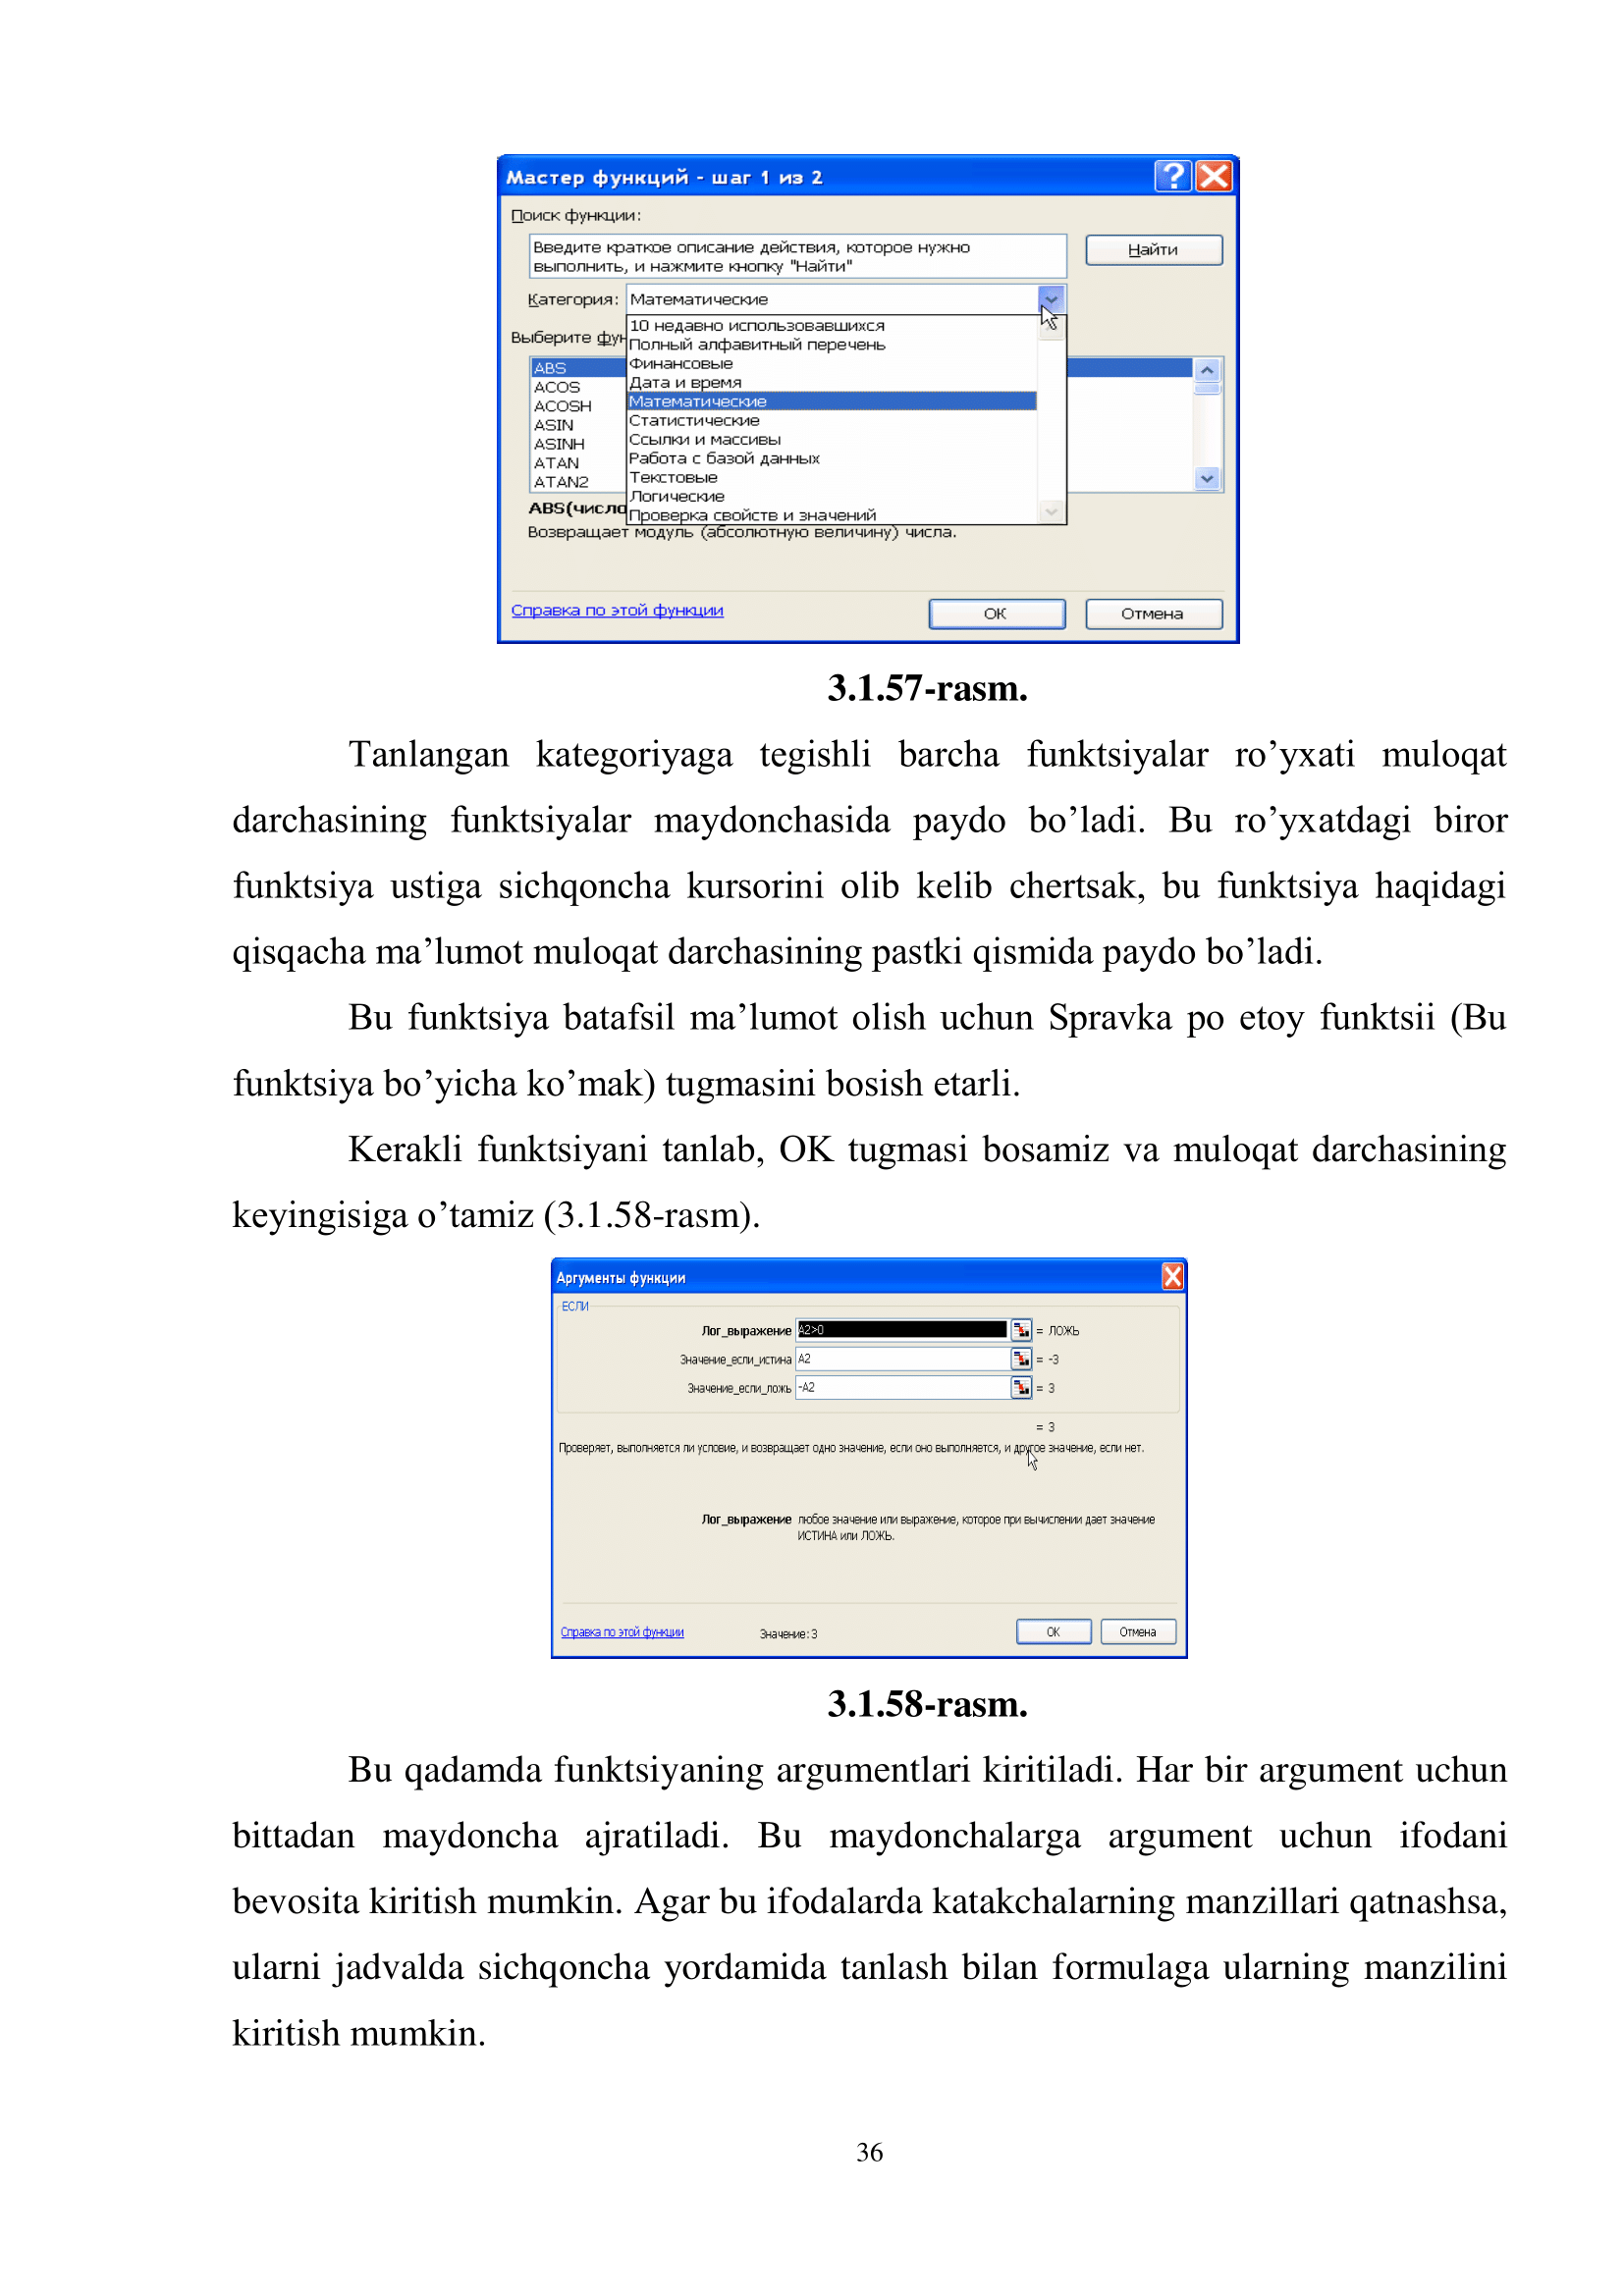 Мастер функций - шаг 1 из 2
Поиск функции:
Введите краткое описание действия, которое нужно
выполнить, и нажмите кнопку "Найти"
Найти
Категория: Математические
10 недавно использовавшихся
Полный алфавитный перечень
Финансовые
Дата и время
Математические
Статистические
Ссылки и массивы
Работа с базой данных
Текстовые
Логические
Проверка свойств и значений
Выберите фун
ABS
ACOS
ACOSH
ASIN
ASINH
ATAN
ATAN2
ABS(число
Возвращает модуль (абсолютную величину) числа.
Справка по этой функции
ОК
Отмена
3.1.57-rasm.
Tanlangan kategoriyaga tegishli barcha funktsiyalar ro’yxati muloqat
darchasining funktsiyalar maydonchasida paydo bo’ladi. Bu ro’yxatdagi biror
funktsiya ustiga sichqoncha kursorini olib kelib chertsak, bu funktsiya haqidagi
qisqacha ma’lumot muloqat darchasining pastki qismida paydo bo’ladi.
Bu funktsiya batafsil ma’lumot olish uchun Spravka po etoy funktsii (Bu
funktsiya bo’yicha ko’mak) tugmasini bosish etarli.
Kerakli funktsiyani tanlab, OK tugmasi bosamiz va muloqat darchasining
keyingisiga o’tamiz (3.1.58-rasm).
Аргументы функции
ЕСЛИ
Лог_выражение A2>0 = ЛОЖЬ
Значение_если_истина A2 = -3
Значение_если_ложь -A2 = 3
= 3
Проверяет, выполняется ли условие, и возвращает одно значение, если оно выполняется, и другое значение, если нет.
Лог_выражение любое значение или выражение, которое при вычислении дает значение
ИСТИНА или ЛОЖЬ.
Справка по этой функции
Значение: 3
ОК
Отмена
3.1.58-rasm.
Bu qadamda funktsiyaning argumentlari kiritiladi. Har bir argument uchun
bittadan maydoncha ajratiladi. Bu maydonchalarga argument uchun ifodani
bevosita kiritish mumkin. Agar bu ifodalarda katakchalarning manzillari qatnashsa,
ularni jadvalda sichqoncha yordamida tanlash bilan formulaga ularning manzilini
kiritish mumkin.
36